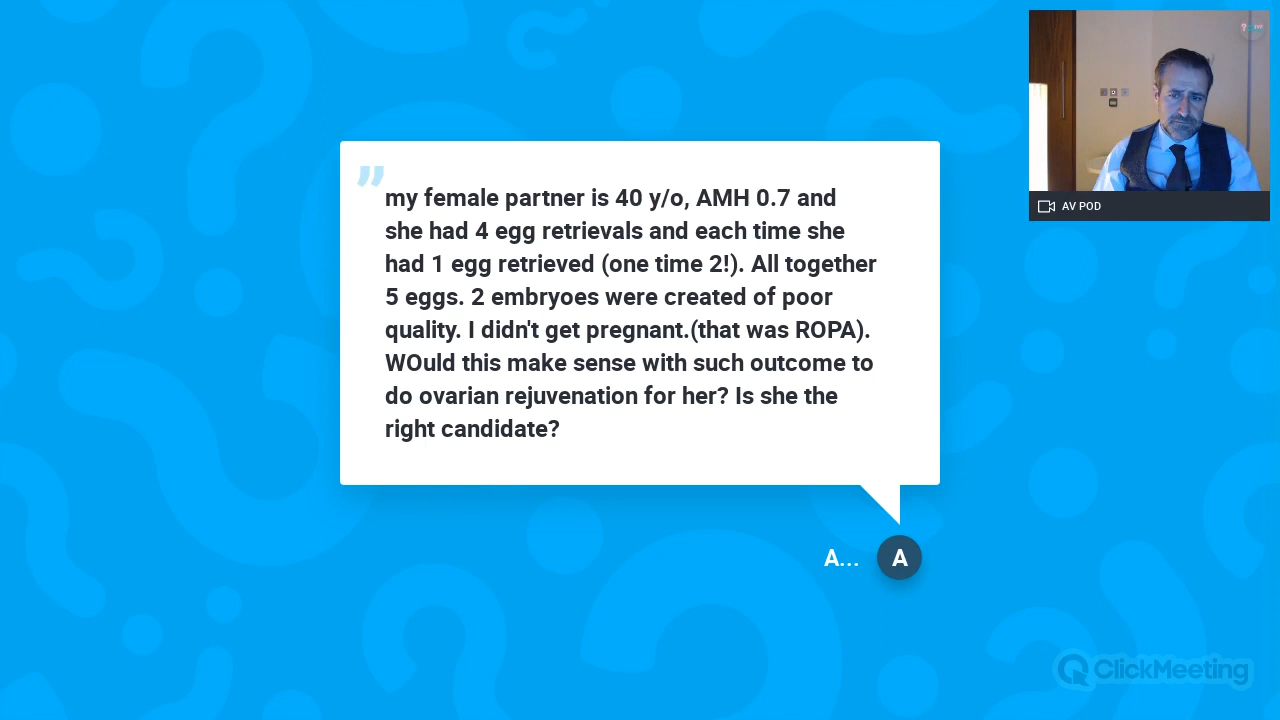 my female partner is 40 y/o, AMH 0.7 and
she had 4 egg retrievals and each time she
had 1 egg retrieved (one time 2!). All together
5 eggs. 2 embryoes were created of poor
quality. I didn't get pregnant.(that was ROPA).
WOuld this make sense with such outcome to
do ovarian rejuvenation for her? Is she the
right candidate?
A... A
AV POD
ClickMeeting